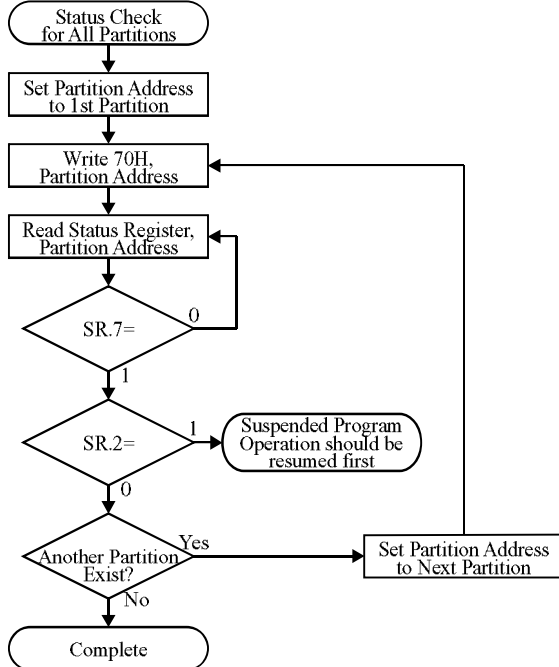 Status Check
for All Partitions
Set Partition Address
to 1st Partition
Write 70H,
Partition Address
Read Status Register,
Partition Address
SR.7=
0
1
SR.2=
1
Suspended Program
Operation should be
resumed first
0
Another Partition
Exist?
Yes
Set Partition Address
to Next Partition
No
Complete